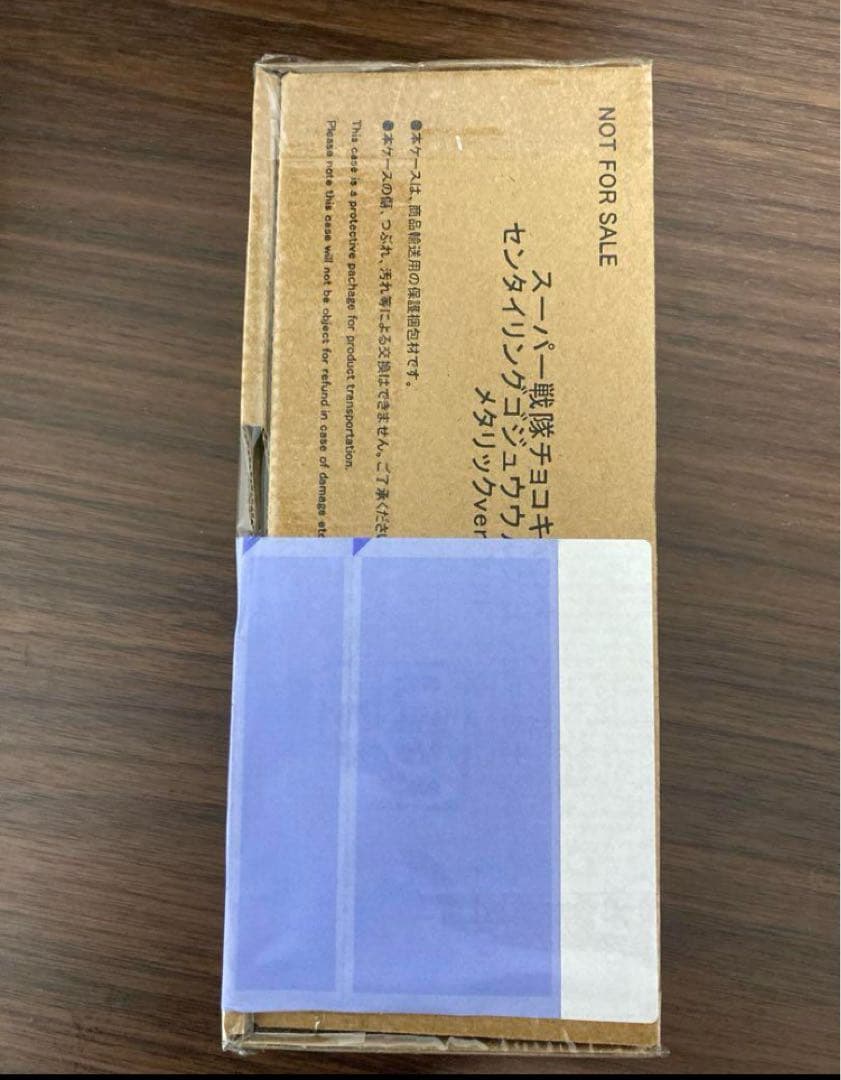 NOT FOR SALE
スーパー戦隊チョコキ
センタイリングゴジュウウ
メタリックver
●本ケースは、商品輸送用の保護梱包材です。
●本ケースの傷、つぶれ、汚れ等による交換はできません。ご了承ください
This case is a protective pachage for product transportation.
Please note this case will not be object for refund in case of damage etc